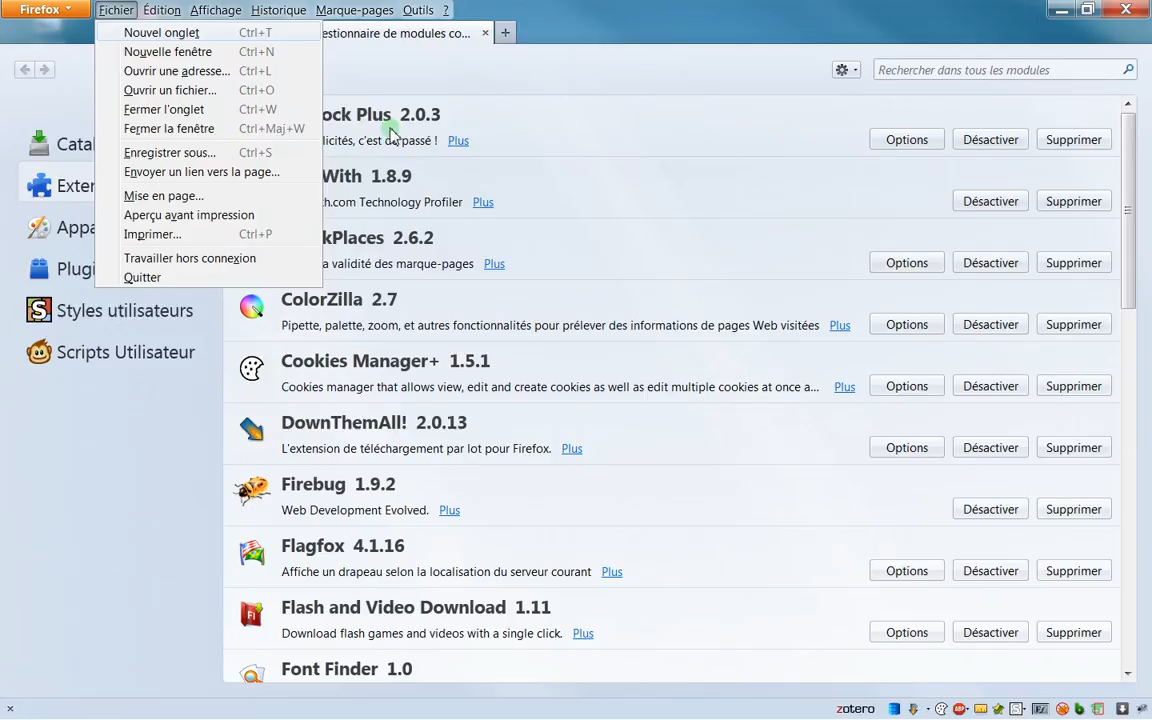 Firefox
Fichier Édition Affichage Historique Marque-pages Outils ?
Nouvel onglet Ctrl+T
Nouvelle fenêtre Ctrl+N
Ouvrir une adresse... Ctrl+L
Ouvrir un fichier... Ctrl+O
Fermer l'onglet Ctrl+W
Fermer la fenêtre Ctrl+Maj+W
Enregistrer sous... Ctrl+S
Envoyer un lien vers la page...
Mise en page...
Aperçu avant impression
Imprimer... Ctrl+P
Travailler hors connexion
Quitter
estionnaire de modules co...
Rechercher dans tous les modules
Cata
Exter
Appa
Plugi
Styles utilisateurs
Scripts Utilisateur
ock Plus 2.0.3
licités, c'est dépassé ! Plus
Options Désactiver Supprimer
With 1.8.9
ch.com Technology Profiler Plus
Désactiver Supprimer
kPlaces 2.6.2
a validité des marque-pages Plus
Options Désactiver Supprimer
ColorZilla 2.7
Pipette, palette, zoom, et autres fonctionnalités pour prélever des informations de pages Web visitées Plus
Options Désactiver Supprimer
Cookies Manager+ 1.5.1
Cookies manager that allows view, edit and create cookies as well as edit multiple cookies at once a... Plus
Options Désactiver Supprimer
DownThemAll! 2.0.13
L'extension de téléchargement par lot pour Firefox. Plus
Options Désactiver Supprimer
Firebug 1.9.2
Web Development Evolved. Plus
Désactiver Supprimer
Flagfox 4.1.16
Affiche un drapeau selon la localisation du serveur courant Plus
Options Désactiver Supprimer
Flash and Video Download 1.11
Download flash games and videos with a single click. Plus
Options Désactiver Supprimer
Font Finder 1.0
zotero